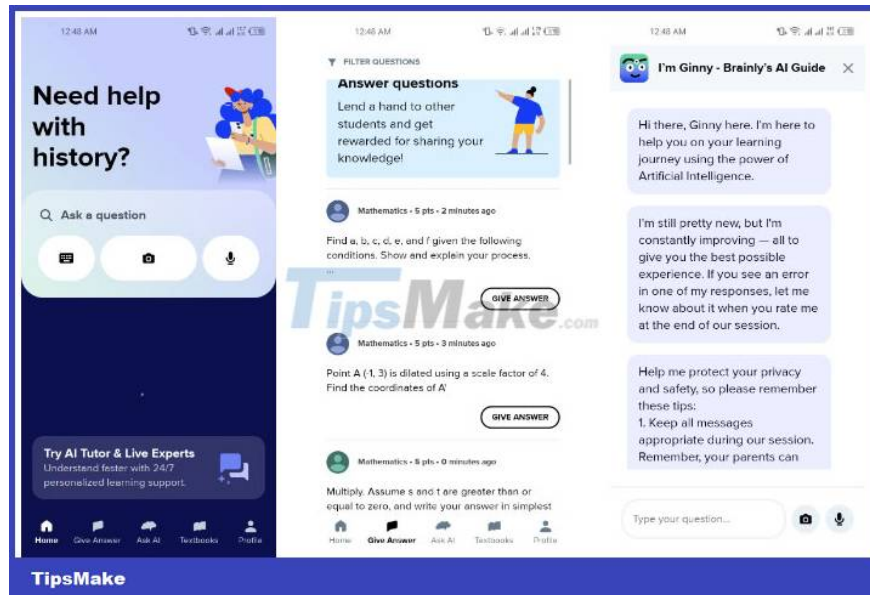 12:48 AM
Need help
with
history?
Ask a question
Try AI Tutor & Live Experts
Understand faster with 24/7
personalized learning support.
Home Give Answer Ask AI Textbooks Profile
12:48 AM
FILTER QUESTIONS
Answer questions
Lend a hand to other
students and get
rewarded for sharing your
knowledge!
Mathematics • 5 pts • 2 minutes ago
Find a, b, c, d, e, and f given the following
conditions. Show and explain your process.
...
GIVE ANSWER
Mathematics • 5 pts • 3 minutes ago
Point A (-1, 3) is dilated using a scale factor of 4.
Find the coordinates of A'
GIVE ANSWER
Mathematics • 5 pts • 0 minutes ago
Multiply. Assume s and t are greater than or
equal to zero, and write your answer in simplest
Home Give Answer Ask AI Textbooks Profile
12:48 AM
I'm Ginny - Brainly's AI Guide
Hi there, Ginny here. I'm here to
help you on your learning
journey using the power of
Artificial Intelligence.
I'm still pretty new, but I'm
constantly improving — all to
give you the best possible
experience. If you see an error
in one of my responses, let me
know about it when you rate me
at the end of our session.
Help me protect your privacy
and safety, so please remember
these tips:
1. Keep all messages
appropriate during our session.
Remember, your parents can
Type your question...
TipsMake.com
TipsMake